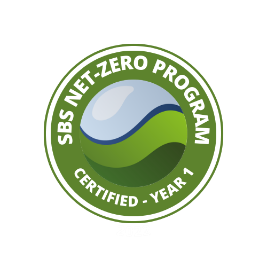 SBS NET-ZERO PROGRAM
CERTIFIED - YEAR 1